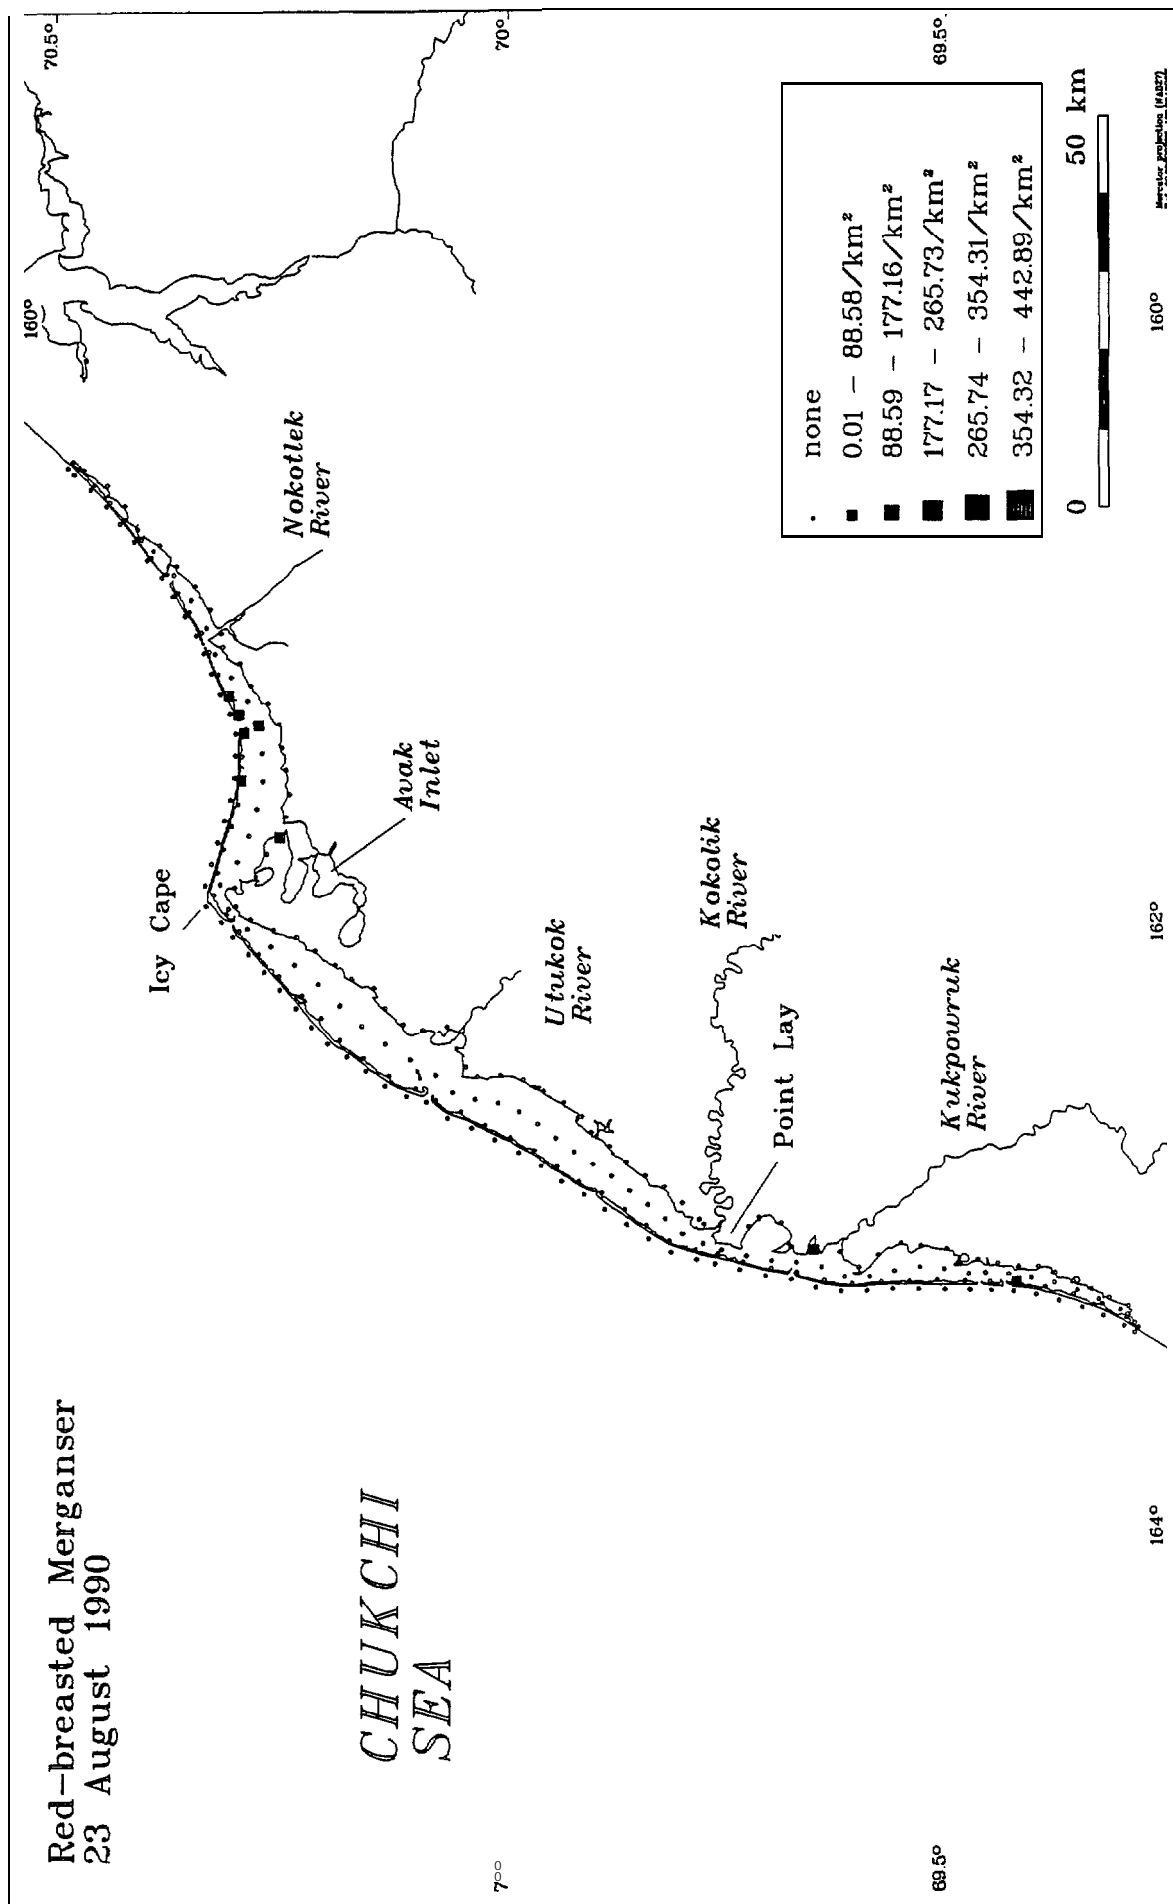 Red-breasted Merganser
23 August 1990
CHUKCHI
SEA
Icy Cape
Nokotlek
River
Avak
Inlet
Utukok
River
Kokolik
River
Point Lay
Kukpowruk
River
160°
70.5°
70°
69.5°
7°°
69.5°
164°
162°
160°
none
0.01 - 88.58/km²
88.59 - 177.16/km²
177.17 - 265.73/km²
265.74 - 354.31/km²
354.32 - 442.89/km²
0 50 km
Mercator projection (NAD27)